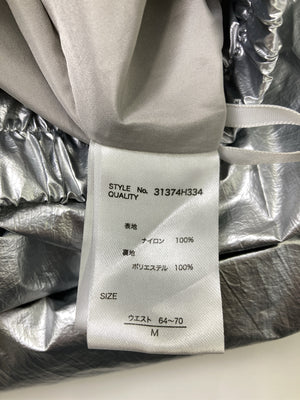 STYLE No. 31374H334
QUALITY
表地
ナイロン 100%
裏地
ポリエステル 100%
SIZE
ウエスト 64~70
M